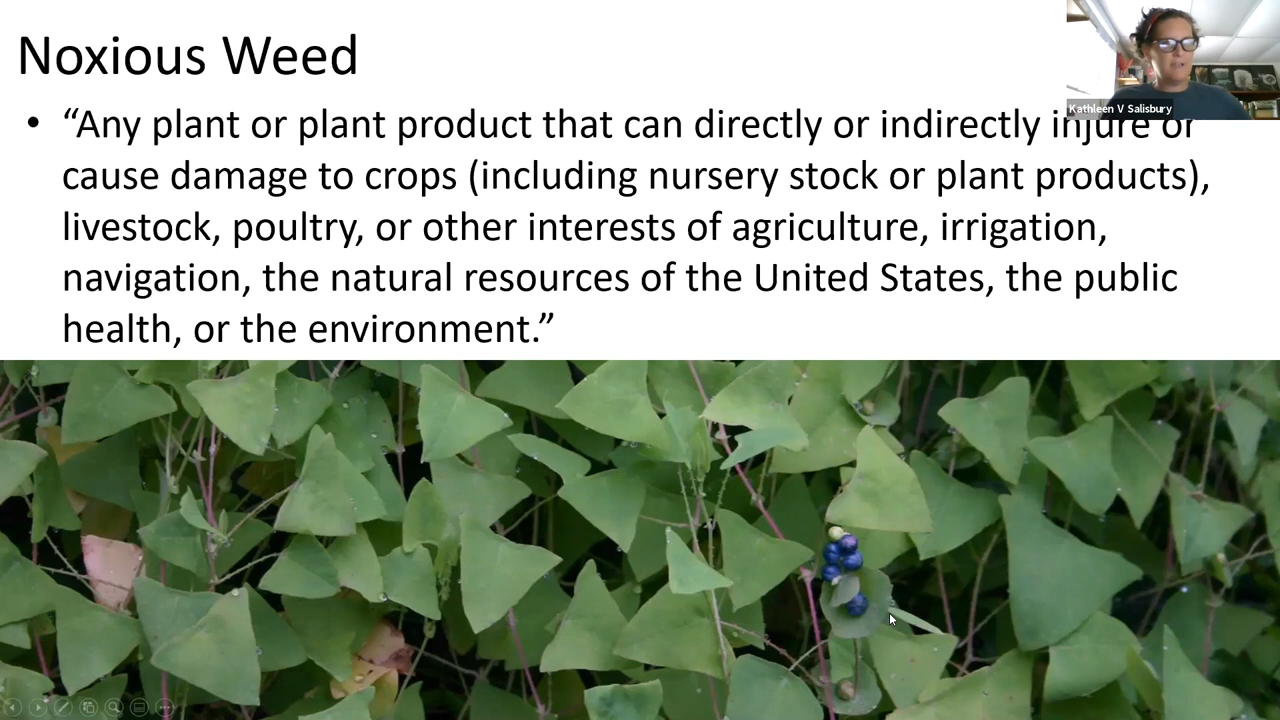 Noxious Weed
Kathleen V Salisbury
• “Any plant or plant product that can directly or indirectly injure or
cause damage to crops (including nursery stock or plant products),
livestock, poultry, or other interests of agriculture, irrigation,
navigation, the natural resources of the United States, the public
health, or the environment.”